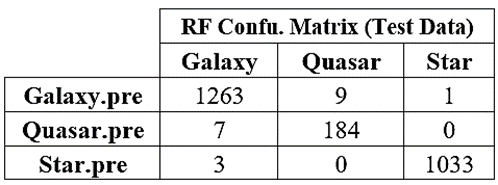 RF Confu. Matrix (Test Data)
Galaxy Quasar Star
Galaxy.pre 1263 9 1
Quasar.pre 7 184 0
Star.pre 3 0 1033